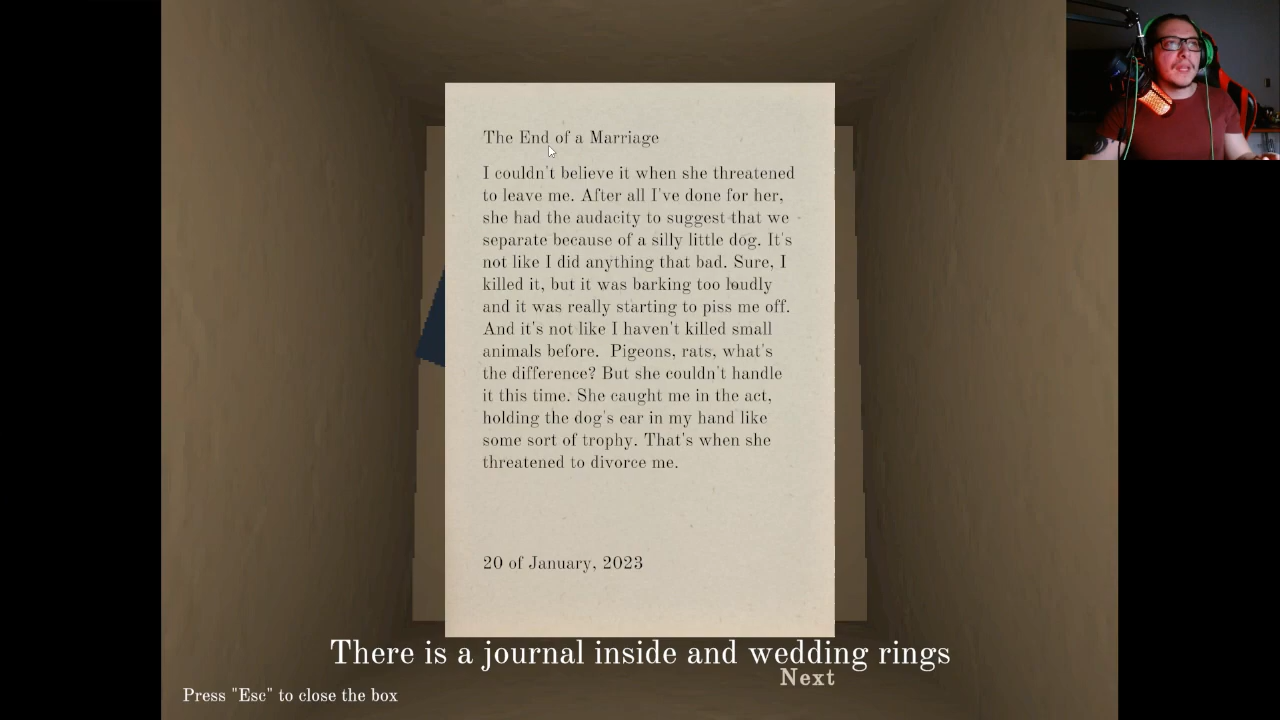 The End of a Marriage
I couldn't believe it when she threatened
to leave me. After all I've done for her,
she had the audacity to suggest that we
separate because of a silly little dog. It's
not like I did anything that bad. Sure, I
killed it, but it was barking too loudly
and it was really starting to piss me off.
And it's not like I haven't killed small
animals before.  Pigeons, rats, what's
the difference? But she couldn't handle
it this time. She caught me in the act,
holding the dog's ear in my hand like
some sort of trophy. That's when she
threatened to divorce me.
20 of January, 2023
There is a journal inside and wedding rings
Next
Press "Esc" to close the box